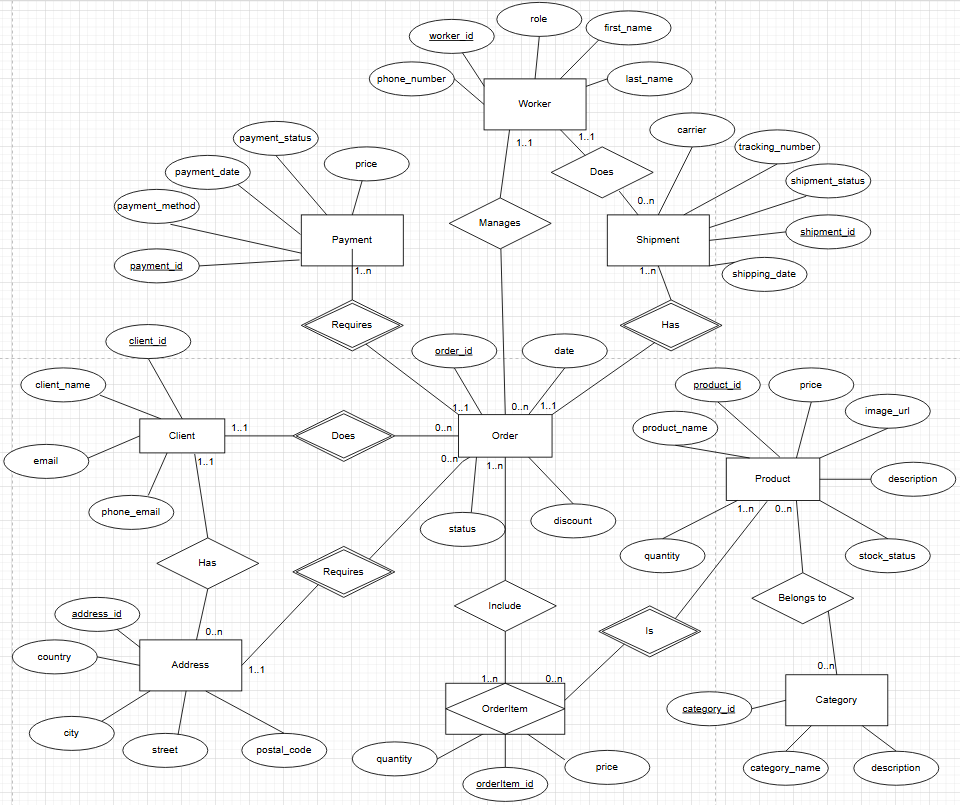 role
first_name
worker_id
phone_number
last_name
Worker
1..1
1..1
carrier
tracking_number
payment_status
price
payment_date
Does
shipment_status
payment_method
0..n
Manages
shipment_id
Payment
Shipment
payment_id
1..n
1..n
shipping_date
Requires
Has
client_id
order_id
date
client_name
product_id
price
1..1
0..n
1..1
image_url
product_name
1..1
0..n
Client
Does
Order
email
1..1
0..n
1..n
Product
description
phone_email
1..n
0..n
status
discount
quantity
stock_status
Has
Requires
Belongs to
Include
address_id
0..n
Is
country
Address
1..1
0..n
1..n
0..n
Category
category_id
OrderItem
city
street
postal_code
quantity
price
category_name
description
orderItem_id